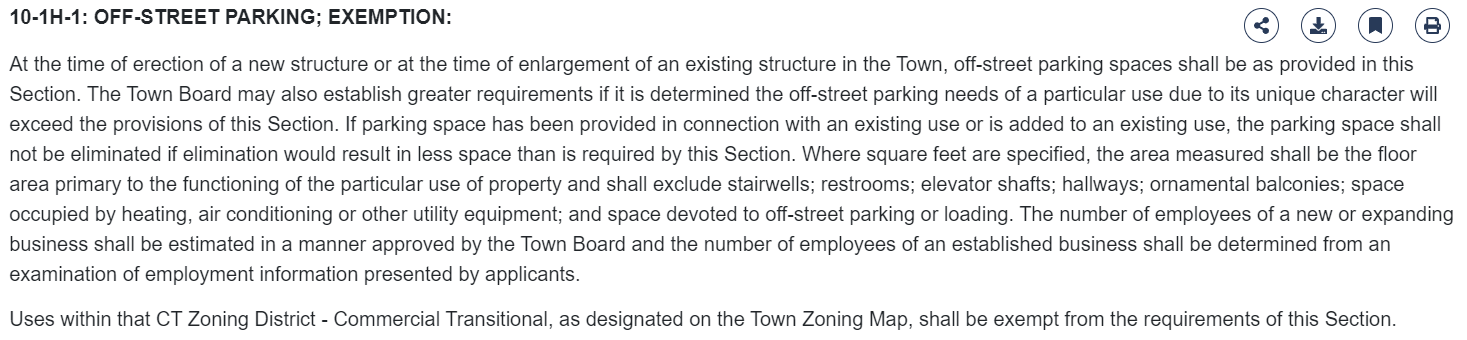 10-1H-1: OFF-STREET PARKING; EXEMPTION:
At the time of erection of a new structure or at the time of enlargement of an existing structure in the Town, off-street parking spaces shall be as provided in this
Section. The Town Board may also establish greater requirements if it is determined the off-street parking needs of a particular use due to its unique character will
exceed the provisions of this Section. If parking space has been provided in connection with an existing use or is added to an existing use, the parking space shall
not be eliminated if elimination would result in less space than is required by this Section. Where square feet are specified, the area measured shall be the floor
area primary to the functioning of the particular use of property and shall exclude stairwells; restrooms; elevator shafts; hallways; ornamental balconies; space
occupied by heating, air conditioning or other utility equipment; and space devoted to off-street parking or loading. The number of employees of a new or expanding
business shall be estimated in a manner approved by the Town Board and the number of employees of an established business shall be determined from an
examination of employment information presented by applicants.
Uses within that CT Zoning District - Commercial Transitional, as designated on the Town Zoning Map, shall be exempt from the requirements of this Section.